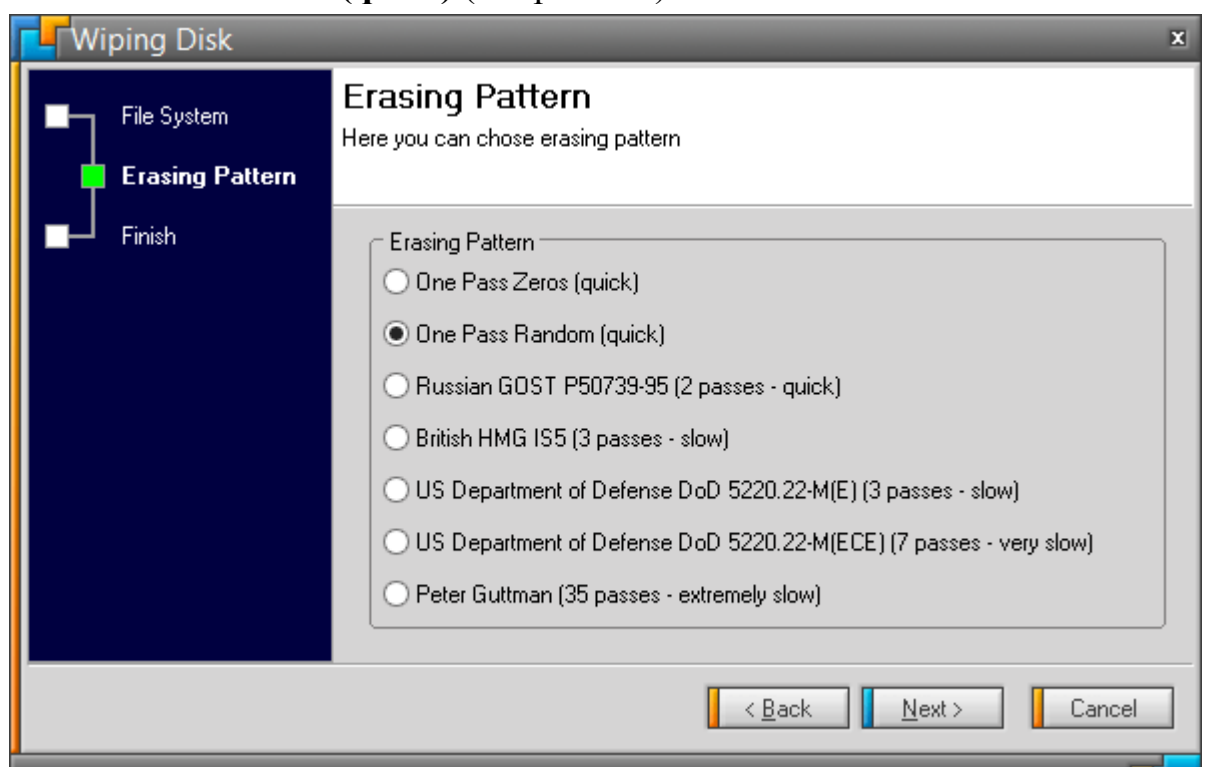 Wiping Disk
x
File System
Erasing Pattern
Finish
Erasing Pattern
Here you can chose erasing pattern
Erasing Pattern
One Pass Zeros (quick)
One Pass Random (quick)
Russian GOST P50739-95 (2 passes - quick)
British HMG IS5 (3 passes - slow)
US Department of Defense DoD 5220.22-M(E) (3 passes - slow)
US Department of Defense DoD 5220.22-M(ECE) (7 passes - very slow)
Peter Guttman (35 passes - extremely slow)
< Back
Next >
Cancel